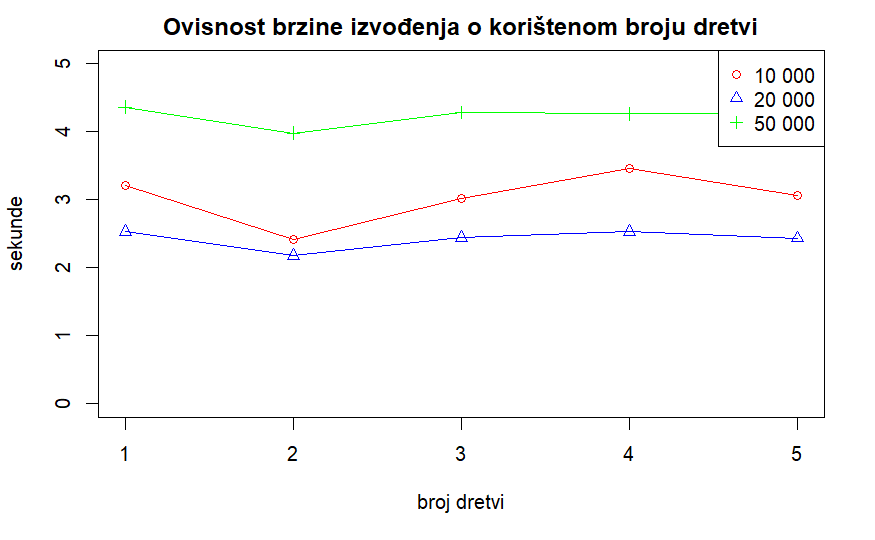 Ovisnost brzine izvođenja o korištenom broju dretvi
10 000
20 000
50 000
sekunde
5
4
3
2
1
0
1 2 3 4 5
broj dretvi